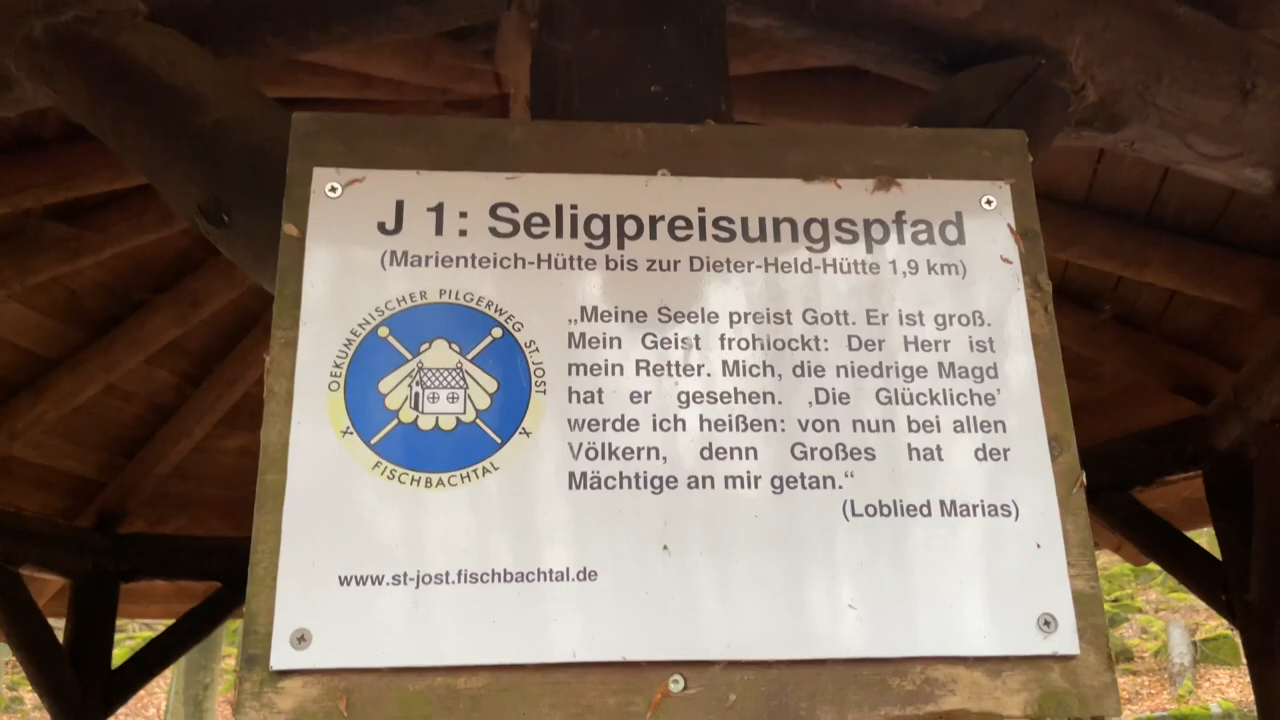 J 1: Seligpreisungspfad
(Marienteich-Hütte bis zur Dieter-Held-Hütte 1,9 km)
OEKUMENISCHER PILGERWEG ST. JOST
X FISCHBACHTAL X
„Meine Seele preist Gott. Er ist groß.
Mein Geist frohlockt: Der Herr ist
mein Retter. Mich, die niedrige Magd
hat er gesehen. ‚Die Glückliche’
werde ich heißen: von nun bei allen
Völkern, denn Großes hat der
Mächtige an mir getan.“
(Loblied Marias)
www.st-jost.fischbachtal.de